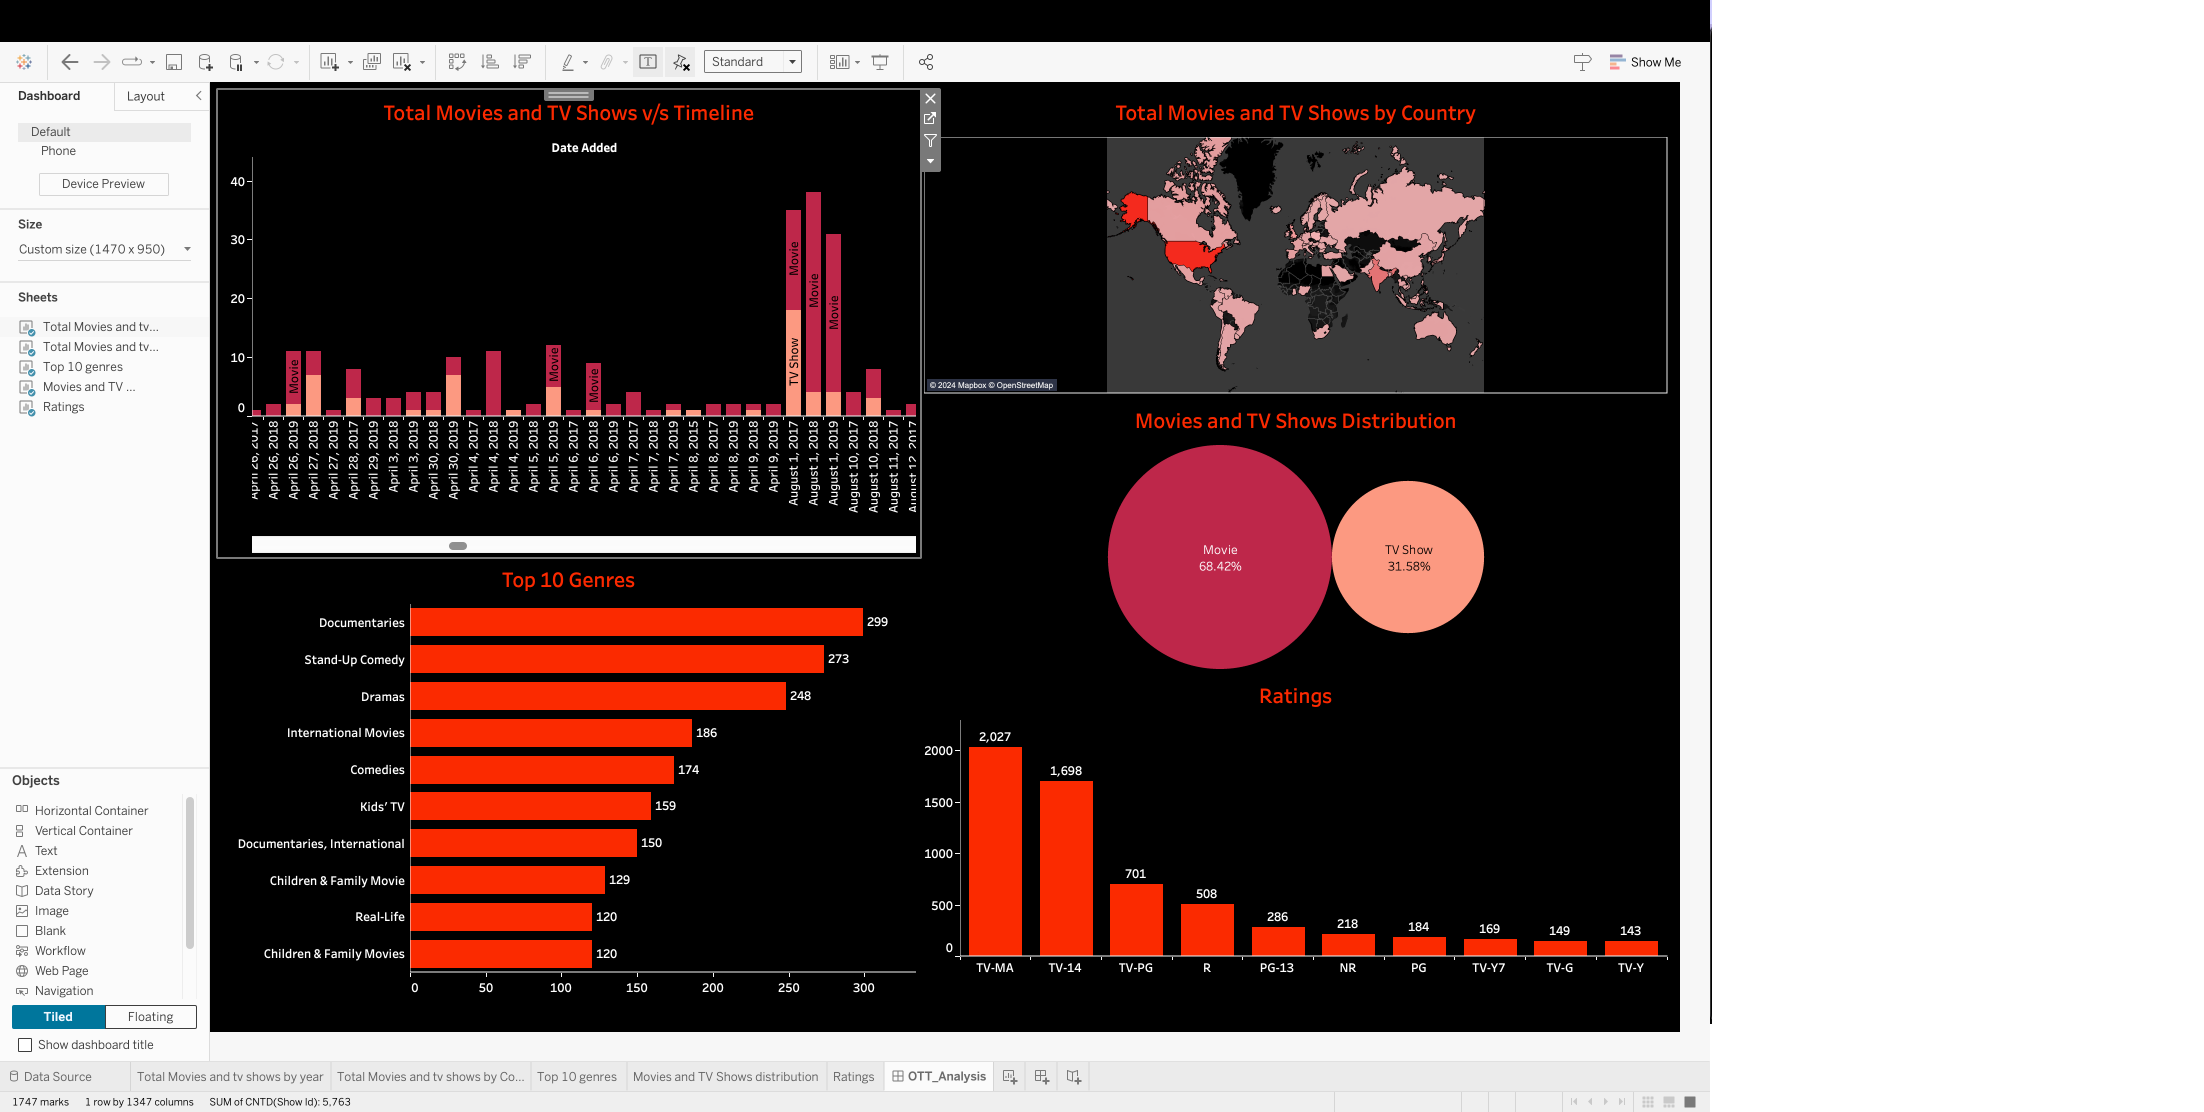 Standard
Show Me
Dashboard
Layout
Default
Phone
Device Preview
Size
Custom size (1470 x 950)
Sheets
Total Movies and tv...
Total Movies and tv...
Top 10 genres
Movies and TV ...
Ratings
Objects
Horizontal Container
Vertical Container
Text
Extension
Data Story
Image
Blank
Workflow
Web Page
Navigation
Tiled
Floating
Show dashboard title
Total Movies and TV Shows v/s Timeline
Date Added
40
30
20
10
0
Movie
Movie
Movie
Movie
TV Show
Movie
Movie
April 26, 2017
April 26, 2018
April 26, 2019
April 27, 2018
April 27, 2019
April 28, 2017
April 29, 2019
April 3, 2018
April 3, 2019
April 30, 2018
April 30, 2019
April 4, 2017
April 4, 2018
April 4, 2019
April 5, 2018
April 5, 2019
April 6, 2017
April 6, 2018
April 6, 2019
April 7, 2017
April 7, 2018
April 7, 2019
April 8, 2015
April 8, 2017
April 8, 2019
April 9, 2018
April 9, 2019
August 1, 2017
August 1, 2018
August 1, 2019
August 10, 2017
August 10, 2018
August 11, 2017
August 12, 2017
Total Movies and TV Shows by Country
© 2024 Mapbox © OpenStreetMap
Movies and TV Shows Distribution
Movie
68.42%
TV Show
31.58%
Top 10 Genres
Documentaries 299
Stand-Up Comedy 273
Dramas 248
International Movies 186
Comedies 174
Kids' TV 159
Documentaries, International 150
Children & Family Movie 129
Real-Life 120
Children & Family Movies 120
0 50 100 150 200 250 300
Ratings
2000
1500
1000
500
0
2,027
1,698
701
508
286
218
184
169
149
143
TV-MA TV-14 TV-PG R PG-13 NR PG TV-Y7 TV-G TV-Y
Data Source
Total Movies and tv shows by year
Total Movies and tv shows by Co...
Top 10 genres
Movies and TV Shows distribution
Ratings
OTT_Analysis
1747 marks 1 row by 1347 columns SUM of CNTD(Show Id): 5,763